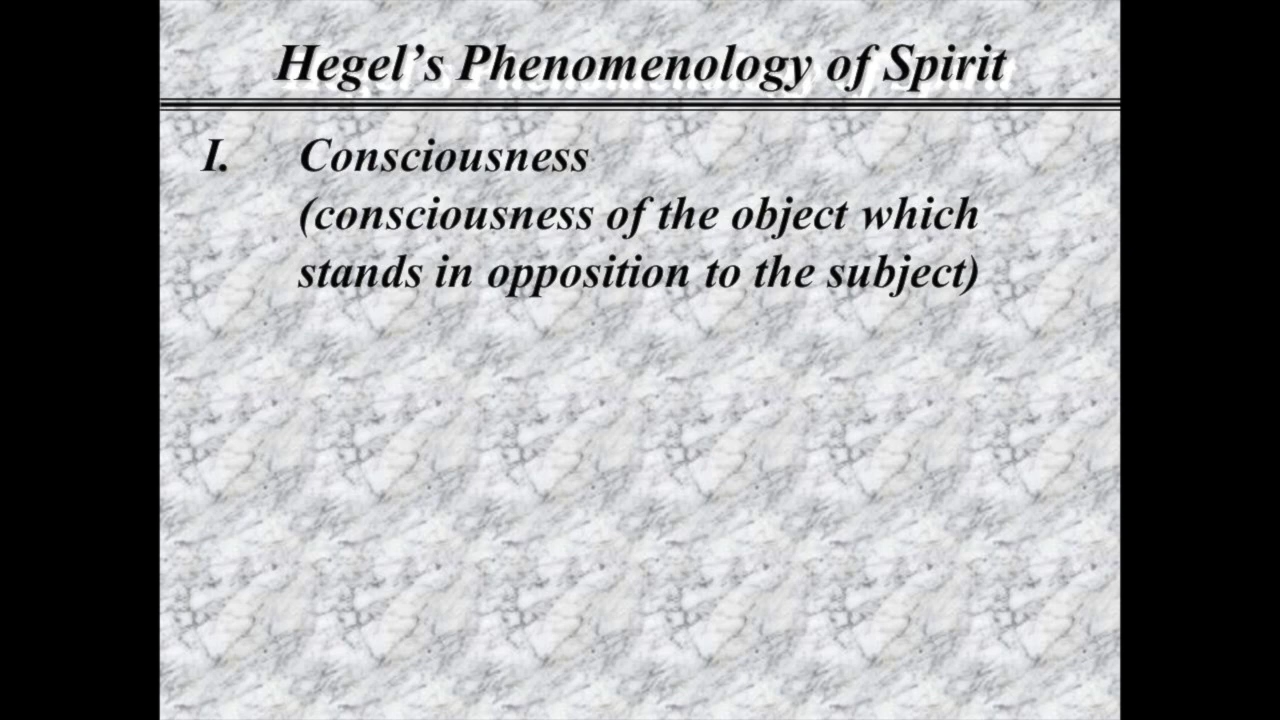 Hegel’s Phenomenology of Spirit
I. Consciousness
(consciousness of the object which
stands in opposition to the subject)